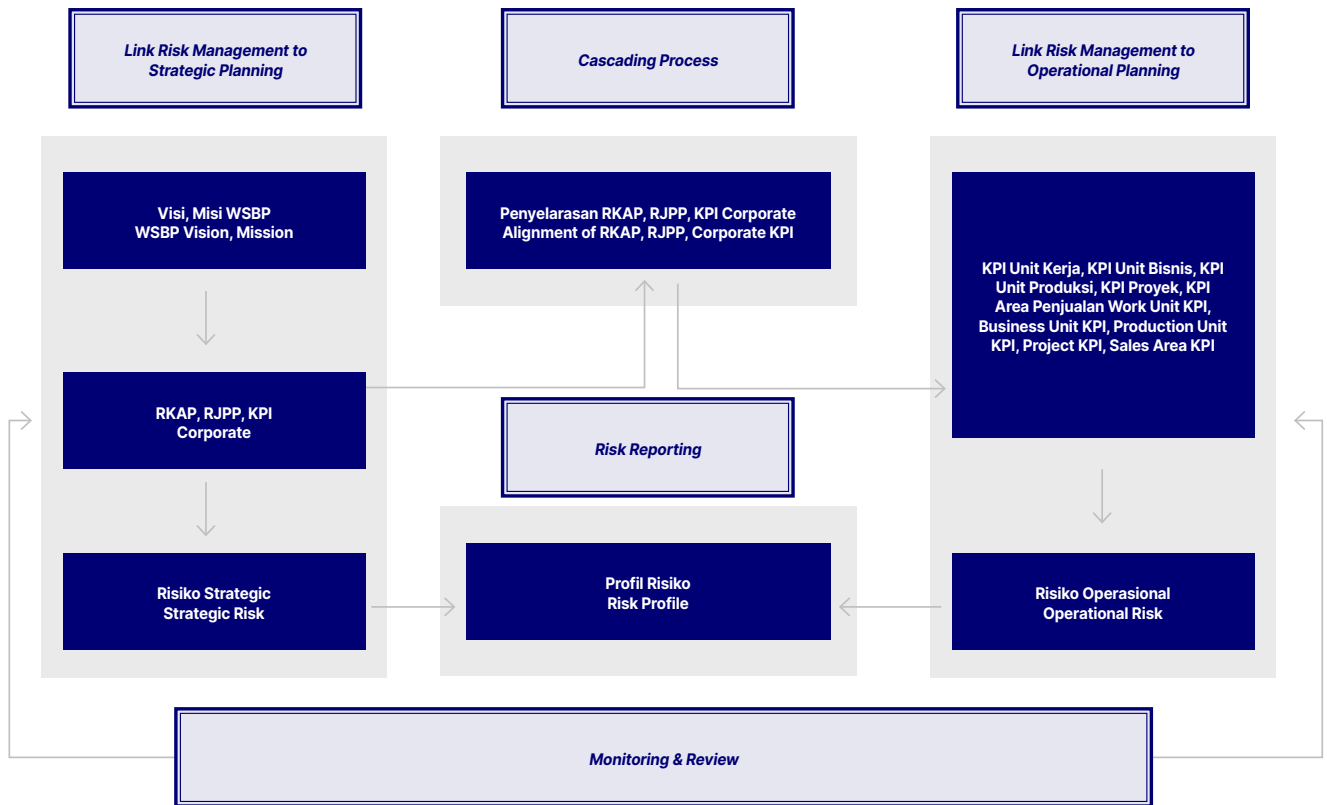 Link Risk Management to
Strategic Planning
Cascading Process
Link Risk Management to
Operational Planning
Visi, Misi WSBP
WSBP Vision, Mission
Penyelarasan RKAP, RJPP, KPI Corporate
Alignment of RKAP, RJPP, Corporate KPI
KPI Unit Kerja, KPI Unit Bisnis, KPI
Unit Produksi, KPI Proyek, KPI
Area Penjualan Work Unit KPI,
Business Unit KPI, Production Unit
KPI, Project KPI, Sales Area KPI
RKAP, RJPP, KPI
Corporate
Risk Reporting
Risiko Strategic
Strategic Risk
Profil Risiko
Risk Profile
Risiko Operasional
Operational Risk
Monitoring & Review